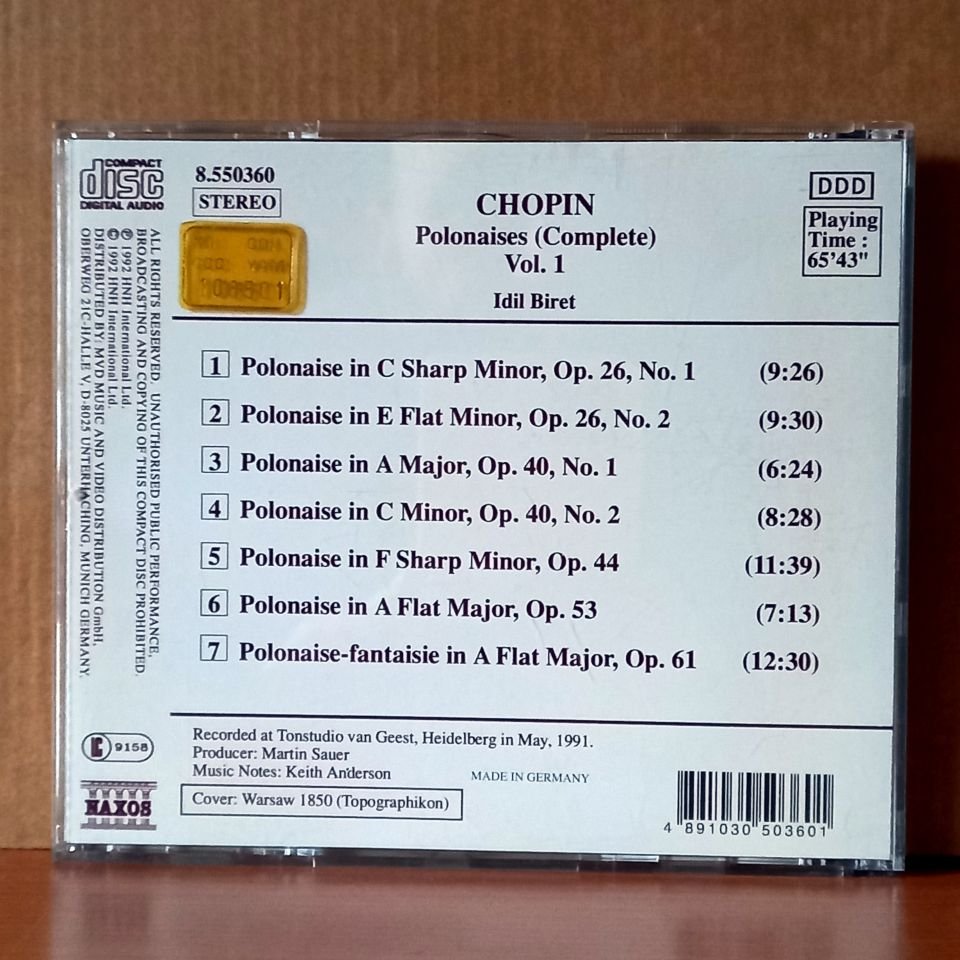 COMPACT
disc
DIGITAL AUDIO
8.550360
STEREO
CHOPIN
Polonaises (Complete)
Vol. 1
Idil Biret
DDD
Playing
Time :
65'43"
1 Polonaise in C Sharp Minor, Op. 26, No. 1 (9:26)
2 Polonaise in E Flat Minor, Op. 26, No. 2 (9:30)
3 Polonaise in A Major, Op. 40, No. 1 (6:24)
4 Polonaise in C Minor, Op. 40, No. 2 (8:28)
5 Polonaise in F Sharp Minor, Op. 44 (11:39)
6 Polonaise in A Flat Major, Op. 53 (7:13)
7 Polonaise-fantaisie in A Flat Major, Op. 61 (12:30)
ALL RIGHTS RESERVED. UNAUTHORISED PUBLIC PERFORMANCE,
BROADCASTING AND COPYING OF THIS COMPACT DISC PROHIBITED.
℗ 1992 HNH International Ltd.
© 1992 HNH International Ltd.
DISTRIBUTED BY: MVD MUSIC AND VIDEO DISTRIBUTION GmbH,
OBERWEG 21C-HALLE V, D-8025 UNTERHACHING, MUNICH GERMANY.
LC 9158
NAXOS
Recorded at Tonstudio van Geest, Heidelberg in May, 1991.
Producer: Martin Sauer
Music Notes: Keith Anderson
MADE IN GERMANY
Cover: Warsaw 1850 (Topographikon)
4 891030 503601